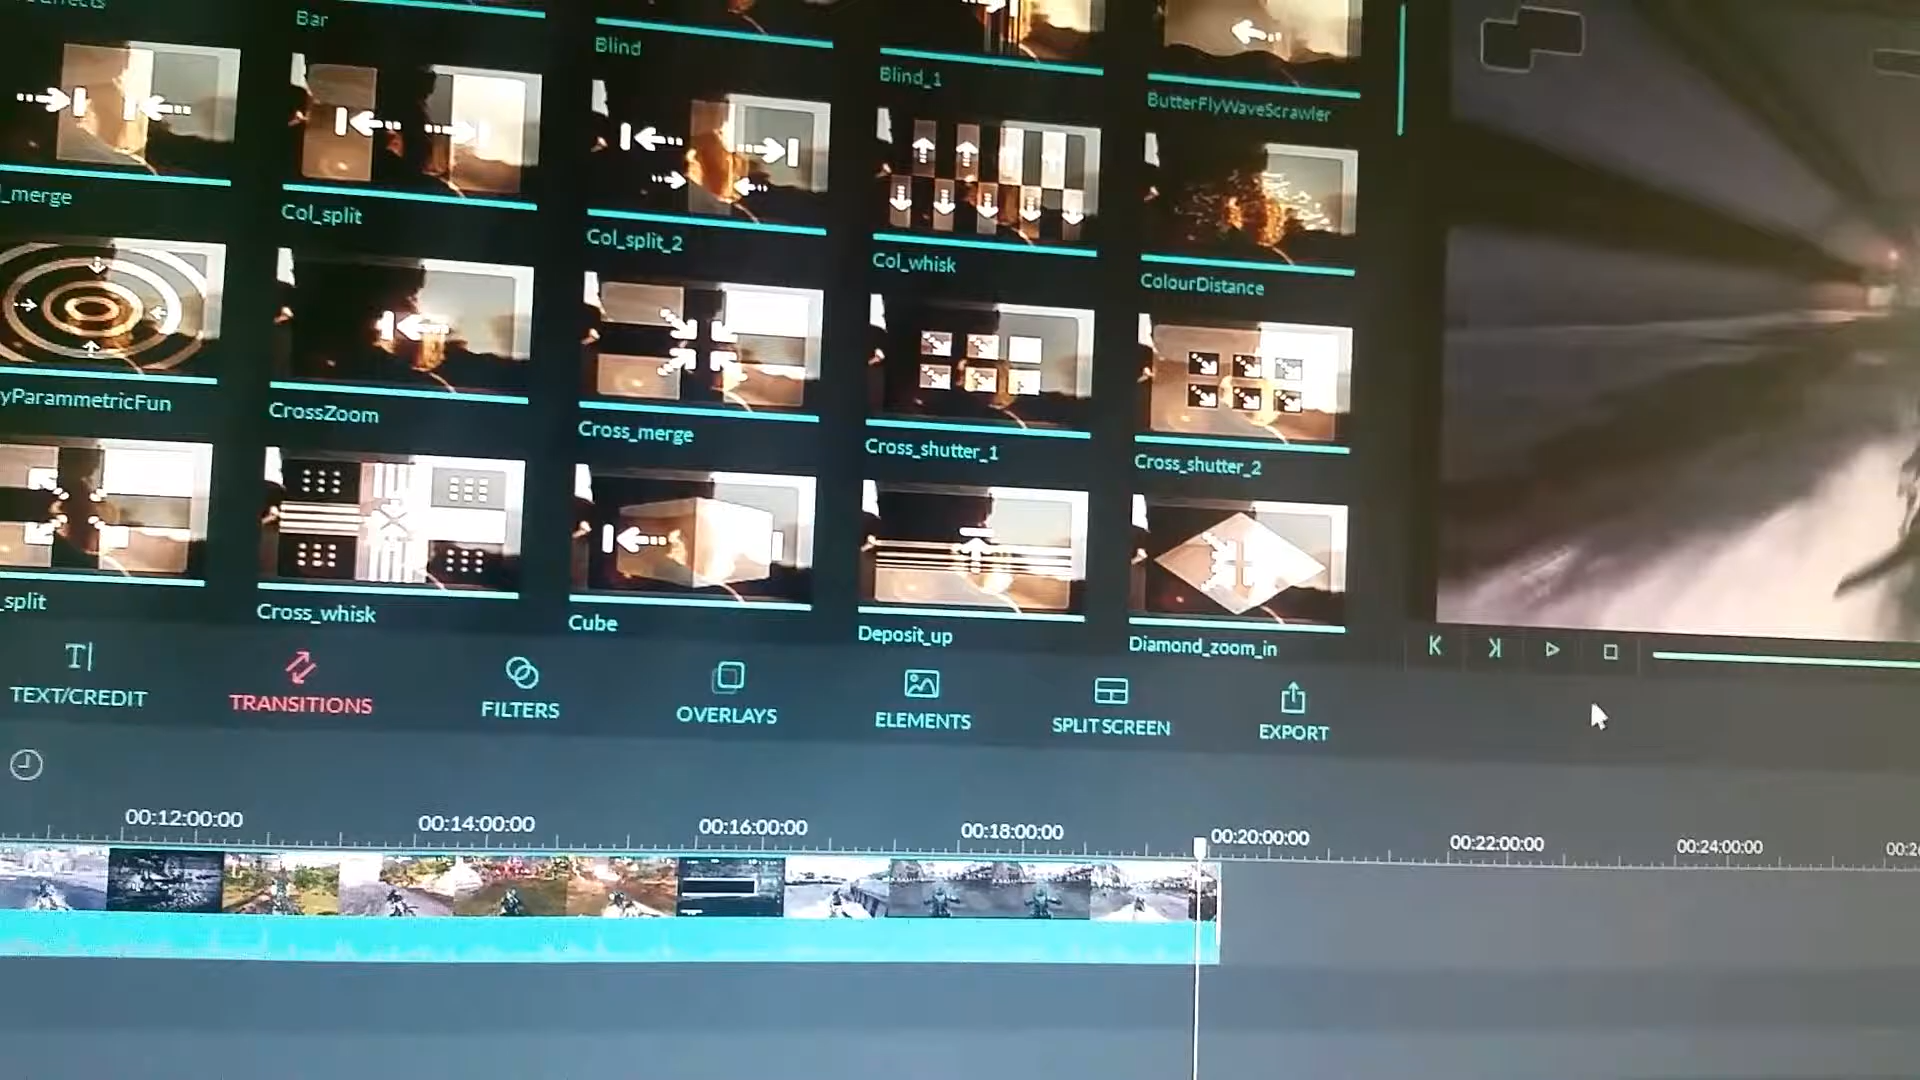 Bar
Blind
Blind_1
ButterFlyWaveScrawler
_merge
Col_split
Col_split_2
Col_whisk
ColourDistance
yParammetricFun
CrossZoom
Cross_merge
Cross_shutter_1
Cross_shutter_2
_split
Cross_whisk
Cube
Deposit_up
Diamond_zoom_in
TEXT/CREDIT
TRANSITIONS
FILTERS
OVERLAYS
ELEMENTS
SPLIT SCREEN
EXPORT
00:12:00:00
00:14:00:00
00:16:00:00
00:18:00:00
00:20:00:00
00:22:00:00
00:24:00:00